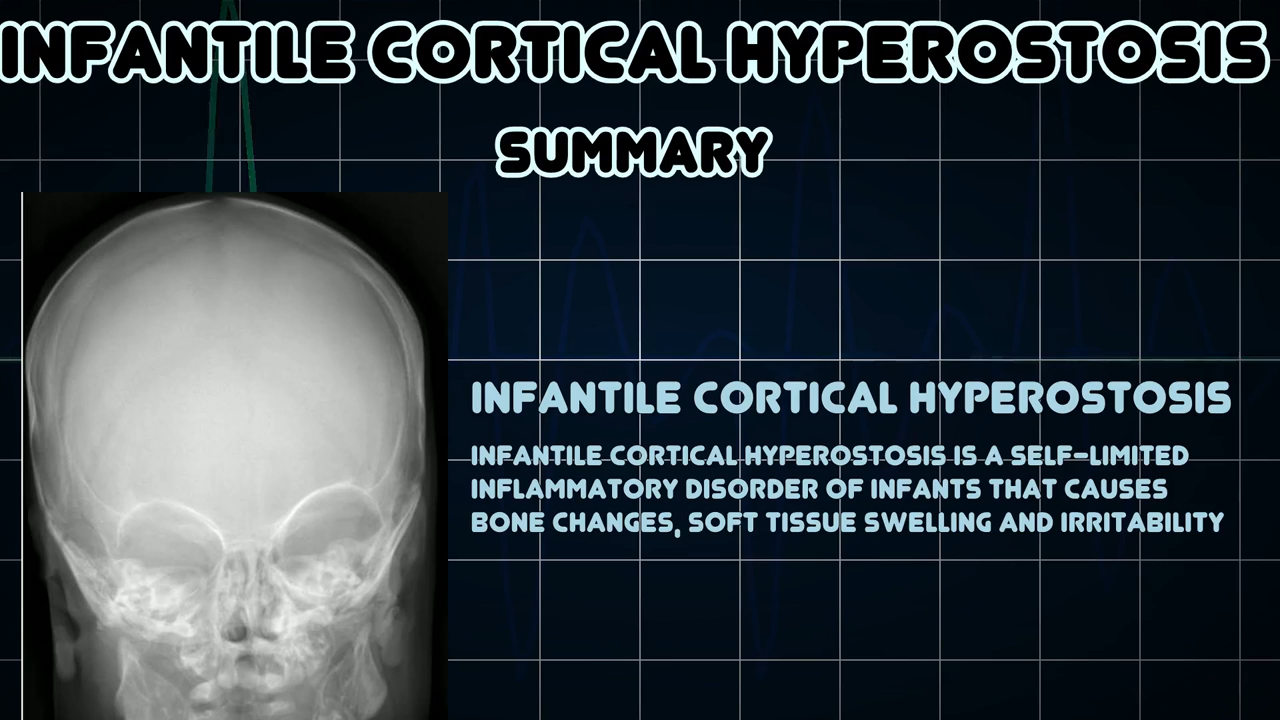 INFANTILE CORTICAL HYPEROSTOSIS
SUMMARY
INFANTILE CORTICAL HYPEROSTOSIS
INFANTILE CORTICAL HYPEROSTOSIS IS A SELF-LIMITED
INFLAMMATORY DISORDER OF INFANTS THAT CAUSES
BONE CHANGES, SOFT TISSUE SWELLING AND IRRITABILITY